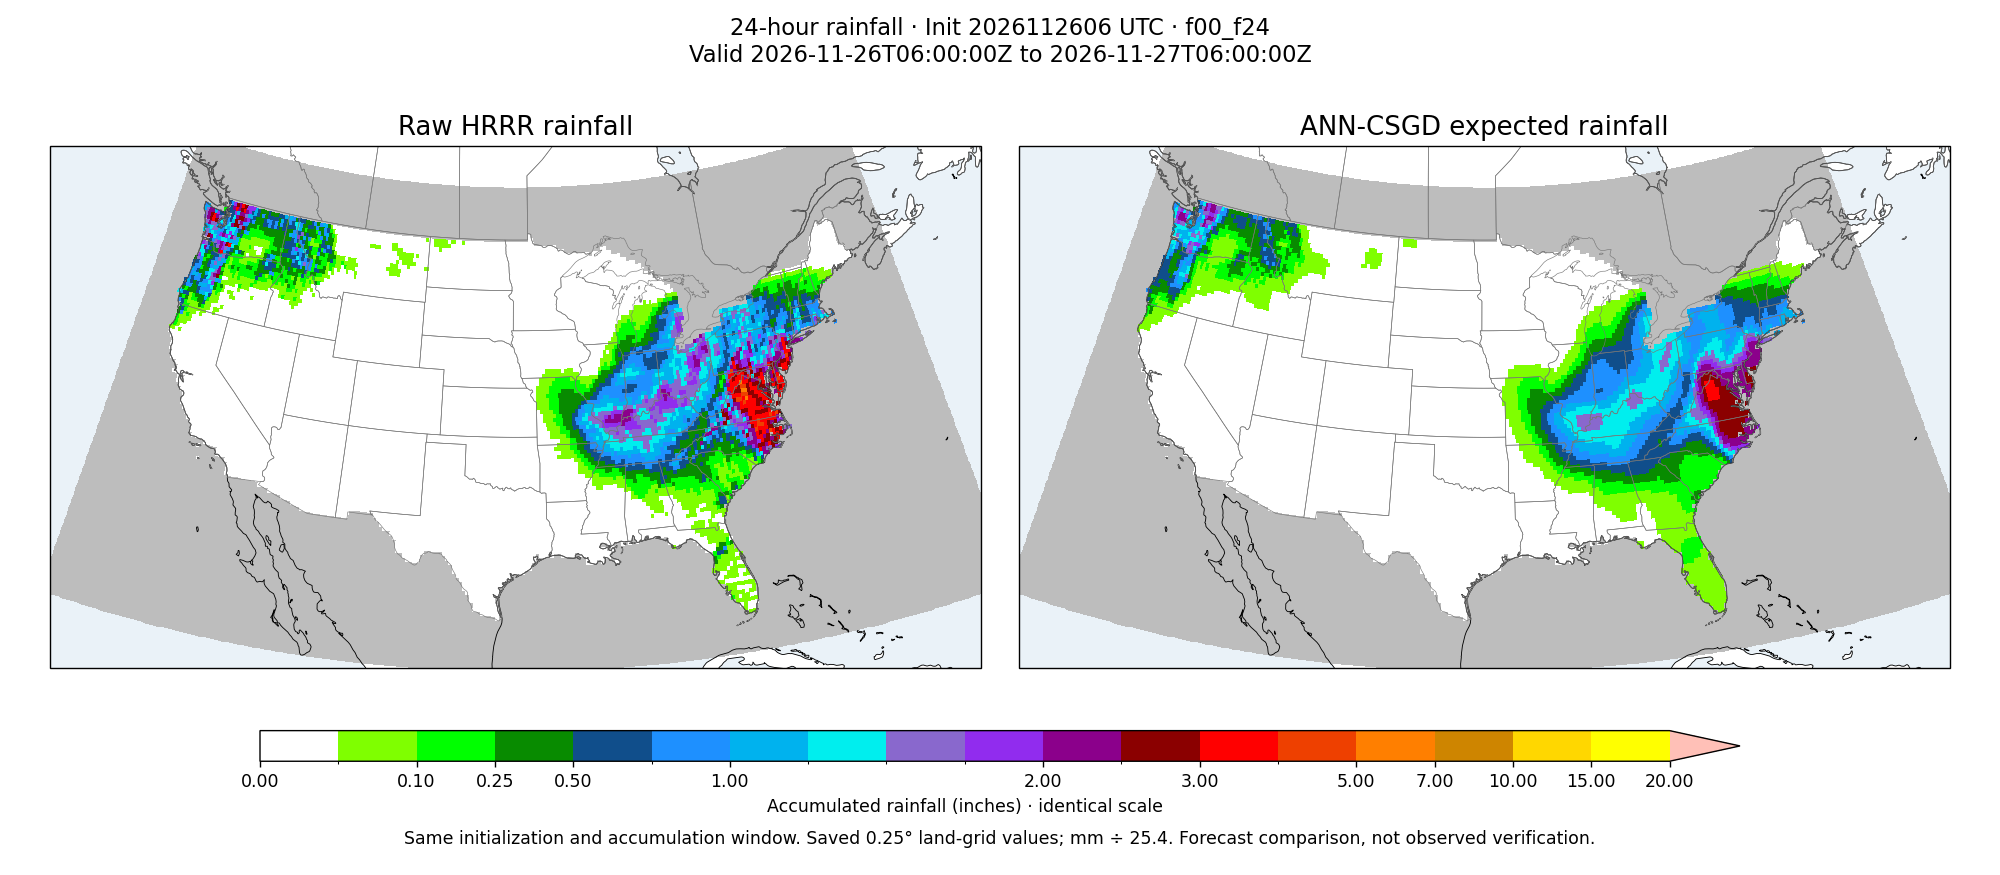 24-hour rainfall · Init 2026112606 UTC · f00_f24
Valid 2026-11-26T06:00:00Z to 2026-11-27T06:00:00Z
Raw HRRR rainfall
ANN-CSGD expected rainfall
0.00 0.10 0.25 0.50 1.00 2.00 3.00 5.00 7.00 10.00 15.00 20.00
Accumulated rainfall (inches) · identical scale
Same initialization and accumulation window. Saved 0.25° land-grid values; mm ÷ 25.4. Forecast comparison, not observed verification.